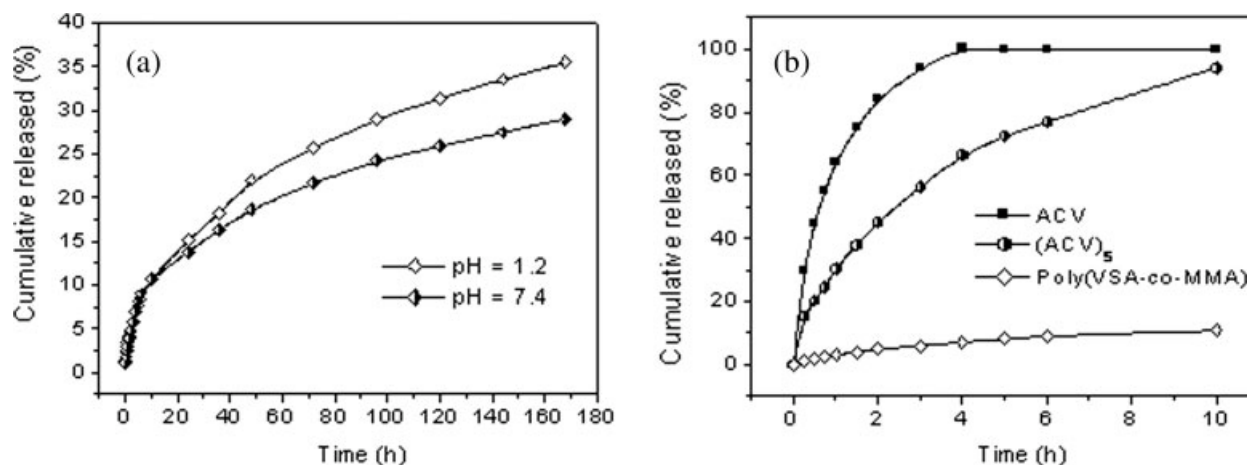 (a)
Cumulative released (%)
40
35
30
25
20
15
10
5
0
0 20 40 60 80 100 120 140 160 180
Time (h)
pH = 1.2
pH = 7.4
(b)
Cumulative released (%)
100
80
60
40
20
0
0 2 4 6 8 10
Time (h)
ACV
(ACV)s
Poly(VSA-co-MMA)